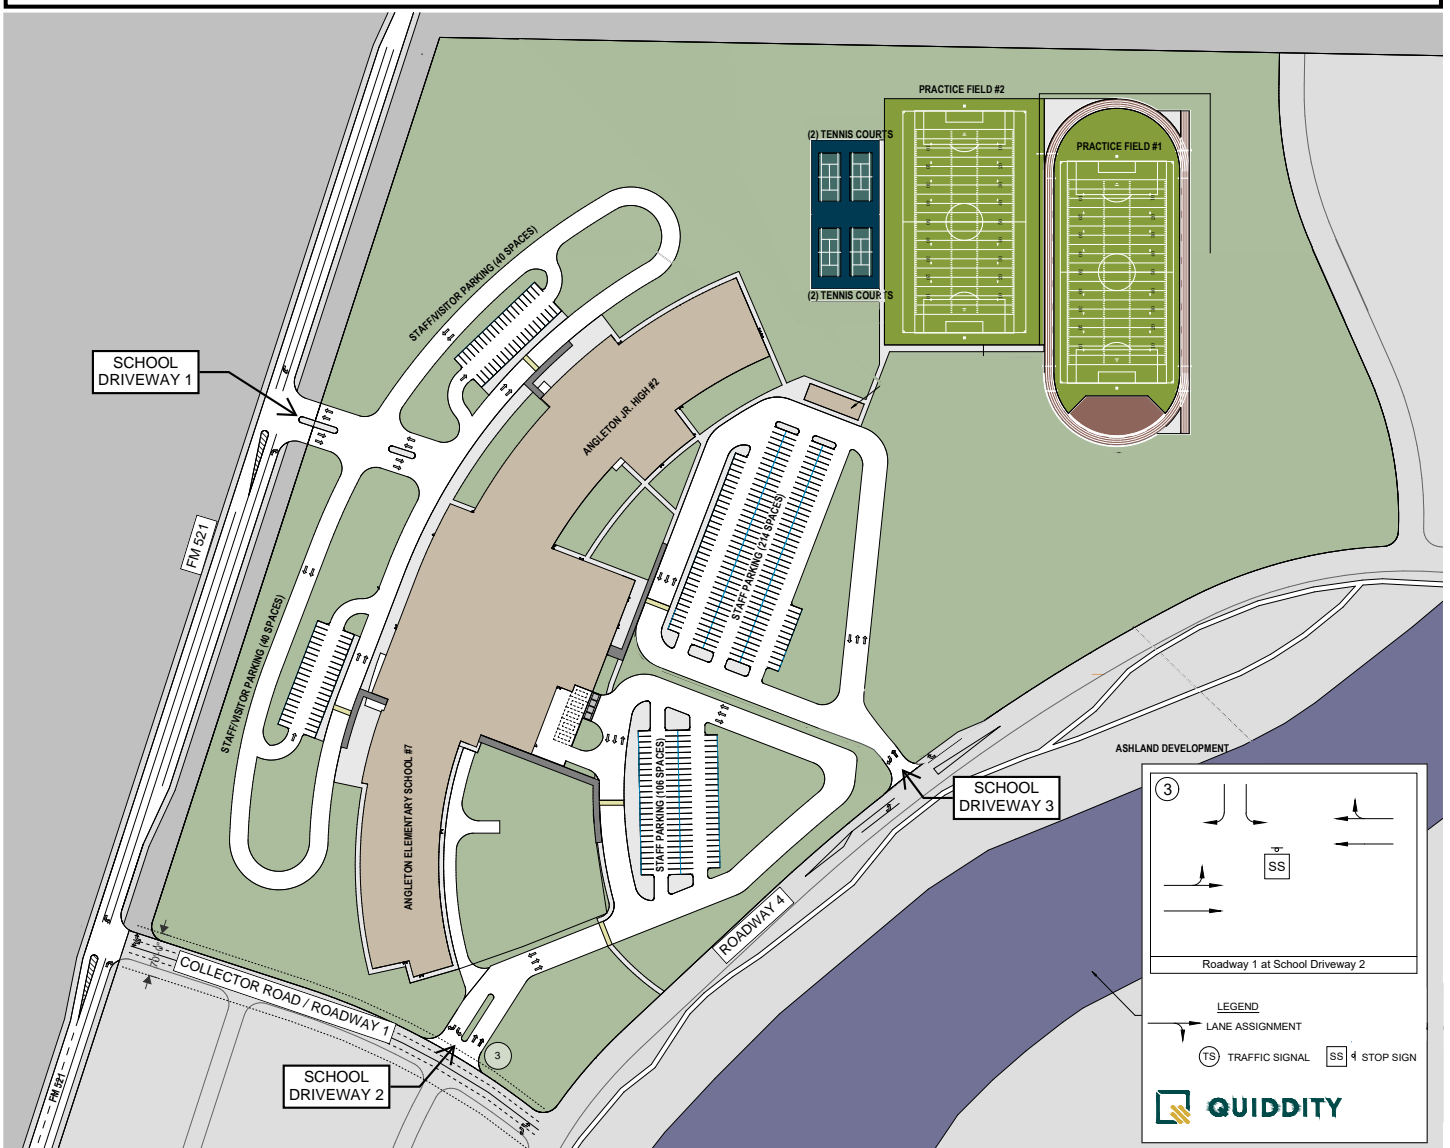 PRACTICE FIELD #2
(2) TENNIS COURTS
PRACTICE FIELD #1
STAFF/VISITOR PARKING (40 SPACES)
(2) TENNIS COURTS
SCHOOL
DRIVEWAY 1
ANGLETON JR. HIGH #2
STAFF PARKING (214 SPACES)
FM 521
STAFF/VISITOR PARKING (40 SPACES)
ANGLETON ELEMENTARY SCHOOL #7
STAFF PARKING (106 SPACES)
ASHLAND DEVELOPMENT
SCHOOL
DRIVEWAY 3
ROADWAY 4
COLLECTOR ROAD / ROADWAY 1
3
SCHOOL
DRIVEWAY 2
FM 521
3
SS
Roadway 1 at School Driveway 2
LEGEND
LANE ASSIGNMENT
TS TRAFFIC SIGNAL SS STOP SIGN
QUIDDITY